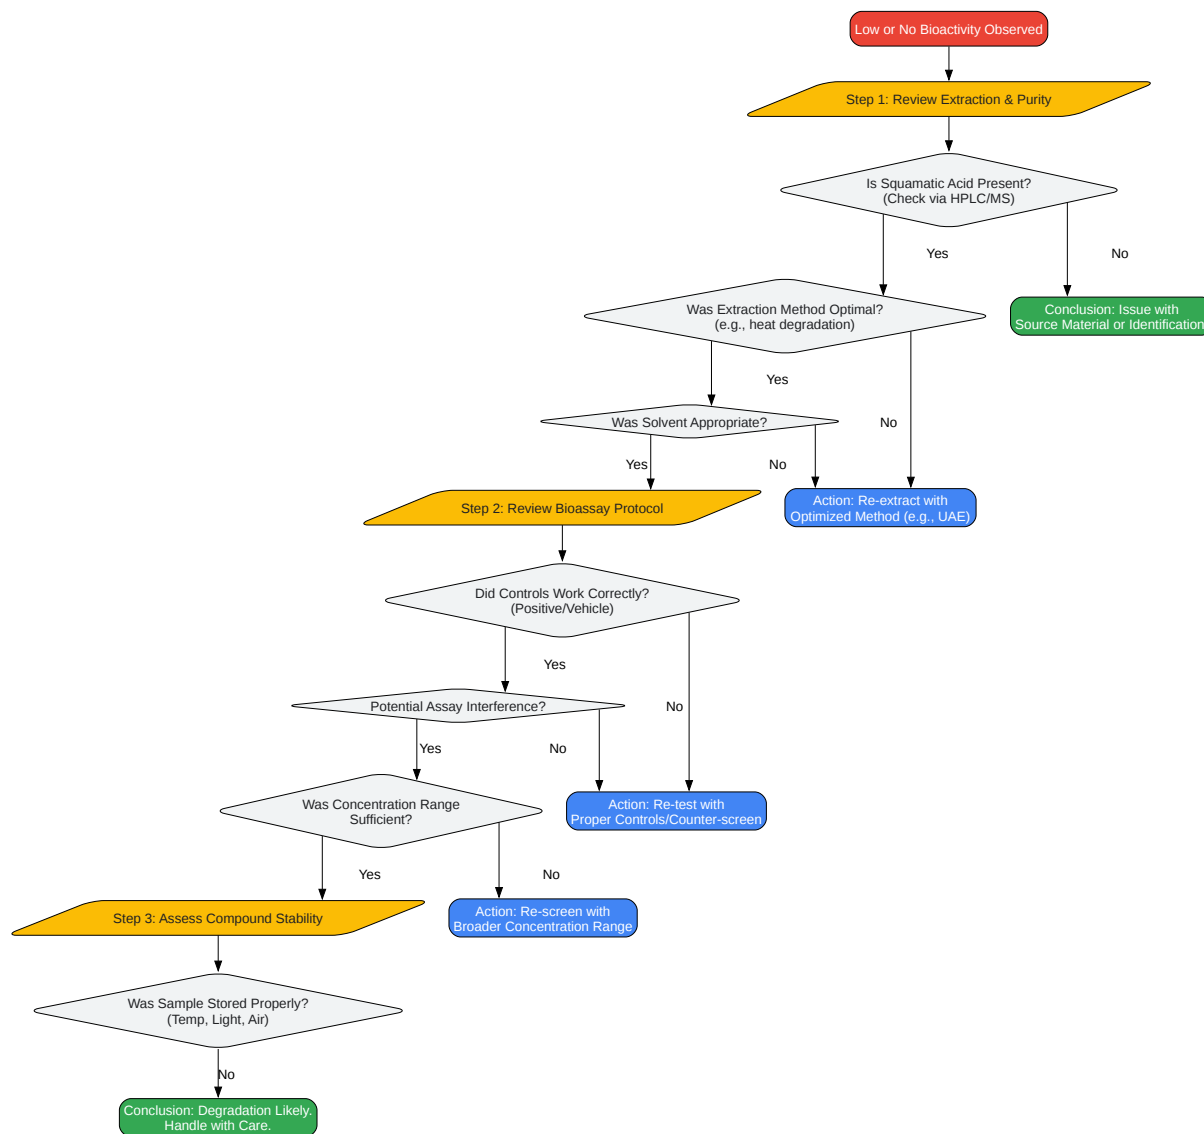 Low or No Bioactivity Observed
Step 1: Review Extraction & Purity
Is Squamatic Acid Present?
(Check via HPLC/MS)
Yes
No
Was Extraction Method Optimal?
(e.g., heat degradation)
Conclusion: Issue with
Source Material or Identification
Yes
No
Was Solvent Appropriate?
Yes
No
Step 2: Review Bioassay Protocol
Action: Re-extract with
Optimized Method (e.g., UAE)
Did Controls Work Correctly?
(Positive/Vehicle)
Yes
No
Potential Assay Interference?
Yes
No
Was Concentration Range
Sufficient?
Action: Re-test with
Proper Controls/Counter-screen
Yes
No
Step 3: Assess Compound Stability
Action: Re-screen with
Broader Concentration Range
Was Sample Stored Properly?
(Temp, Light, Air)
No
Conclusion: Degradation Likely.
Handle with Care.